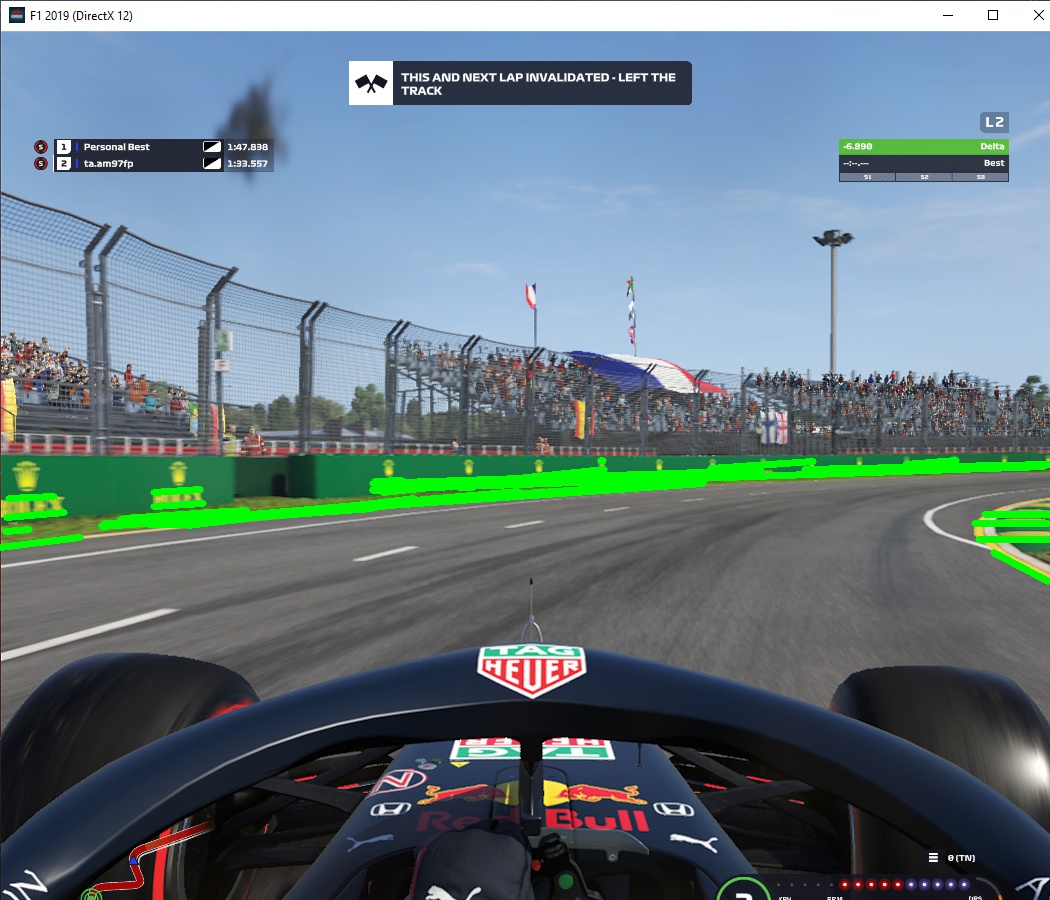 F1 2019 (DirectX 12)
THIS AND NEXT LAP INVALIDATED - LEFT THE
TRACK
L2
S 1 Personal Best 1:47.838
S 2 ta.am97fp 1:33.557
-6.890 Delta
--:--.--- Best
S1 S2 S3
TAG
HEUER
TAG
Red Bull
HONDA
0 (TN)